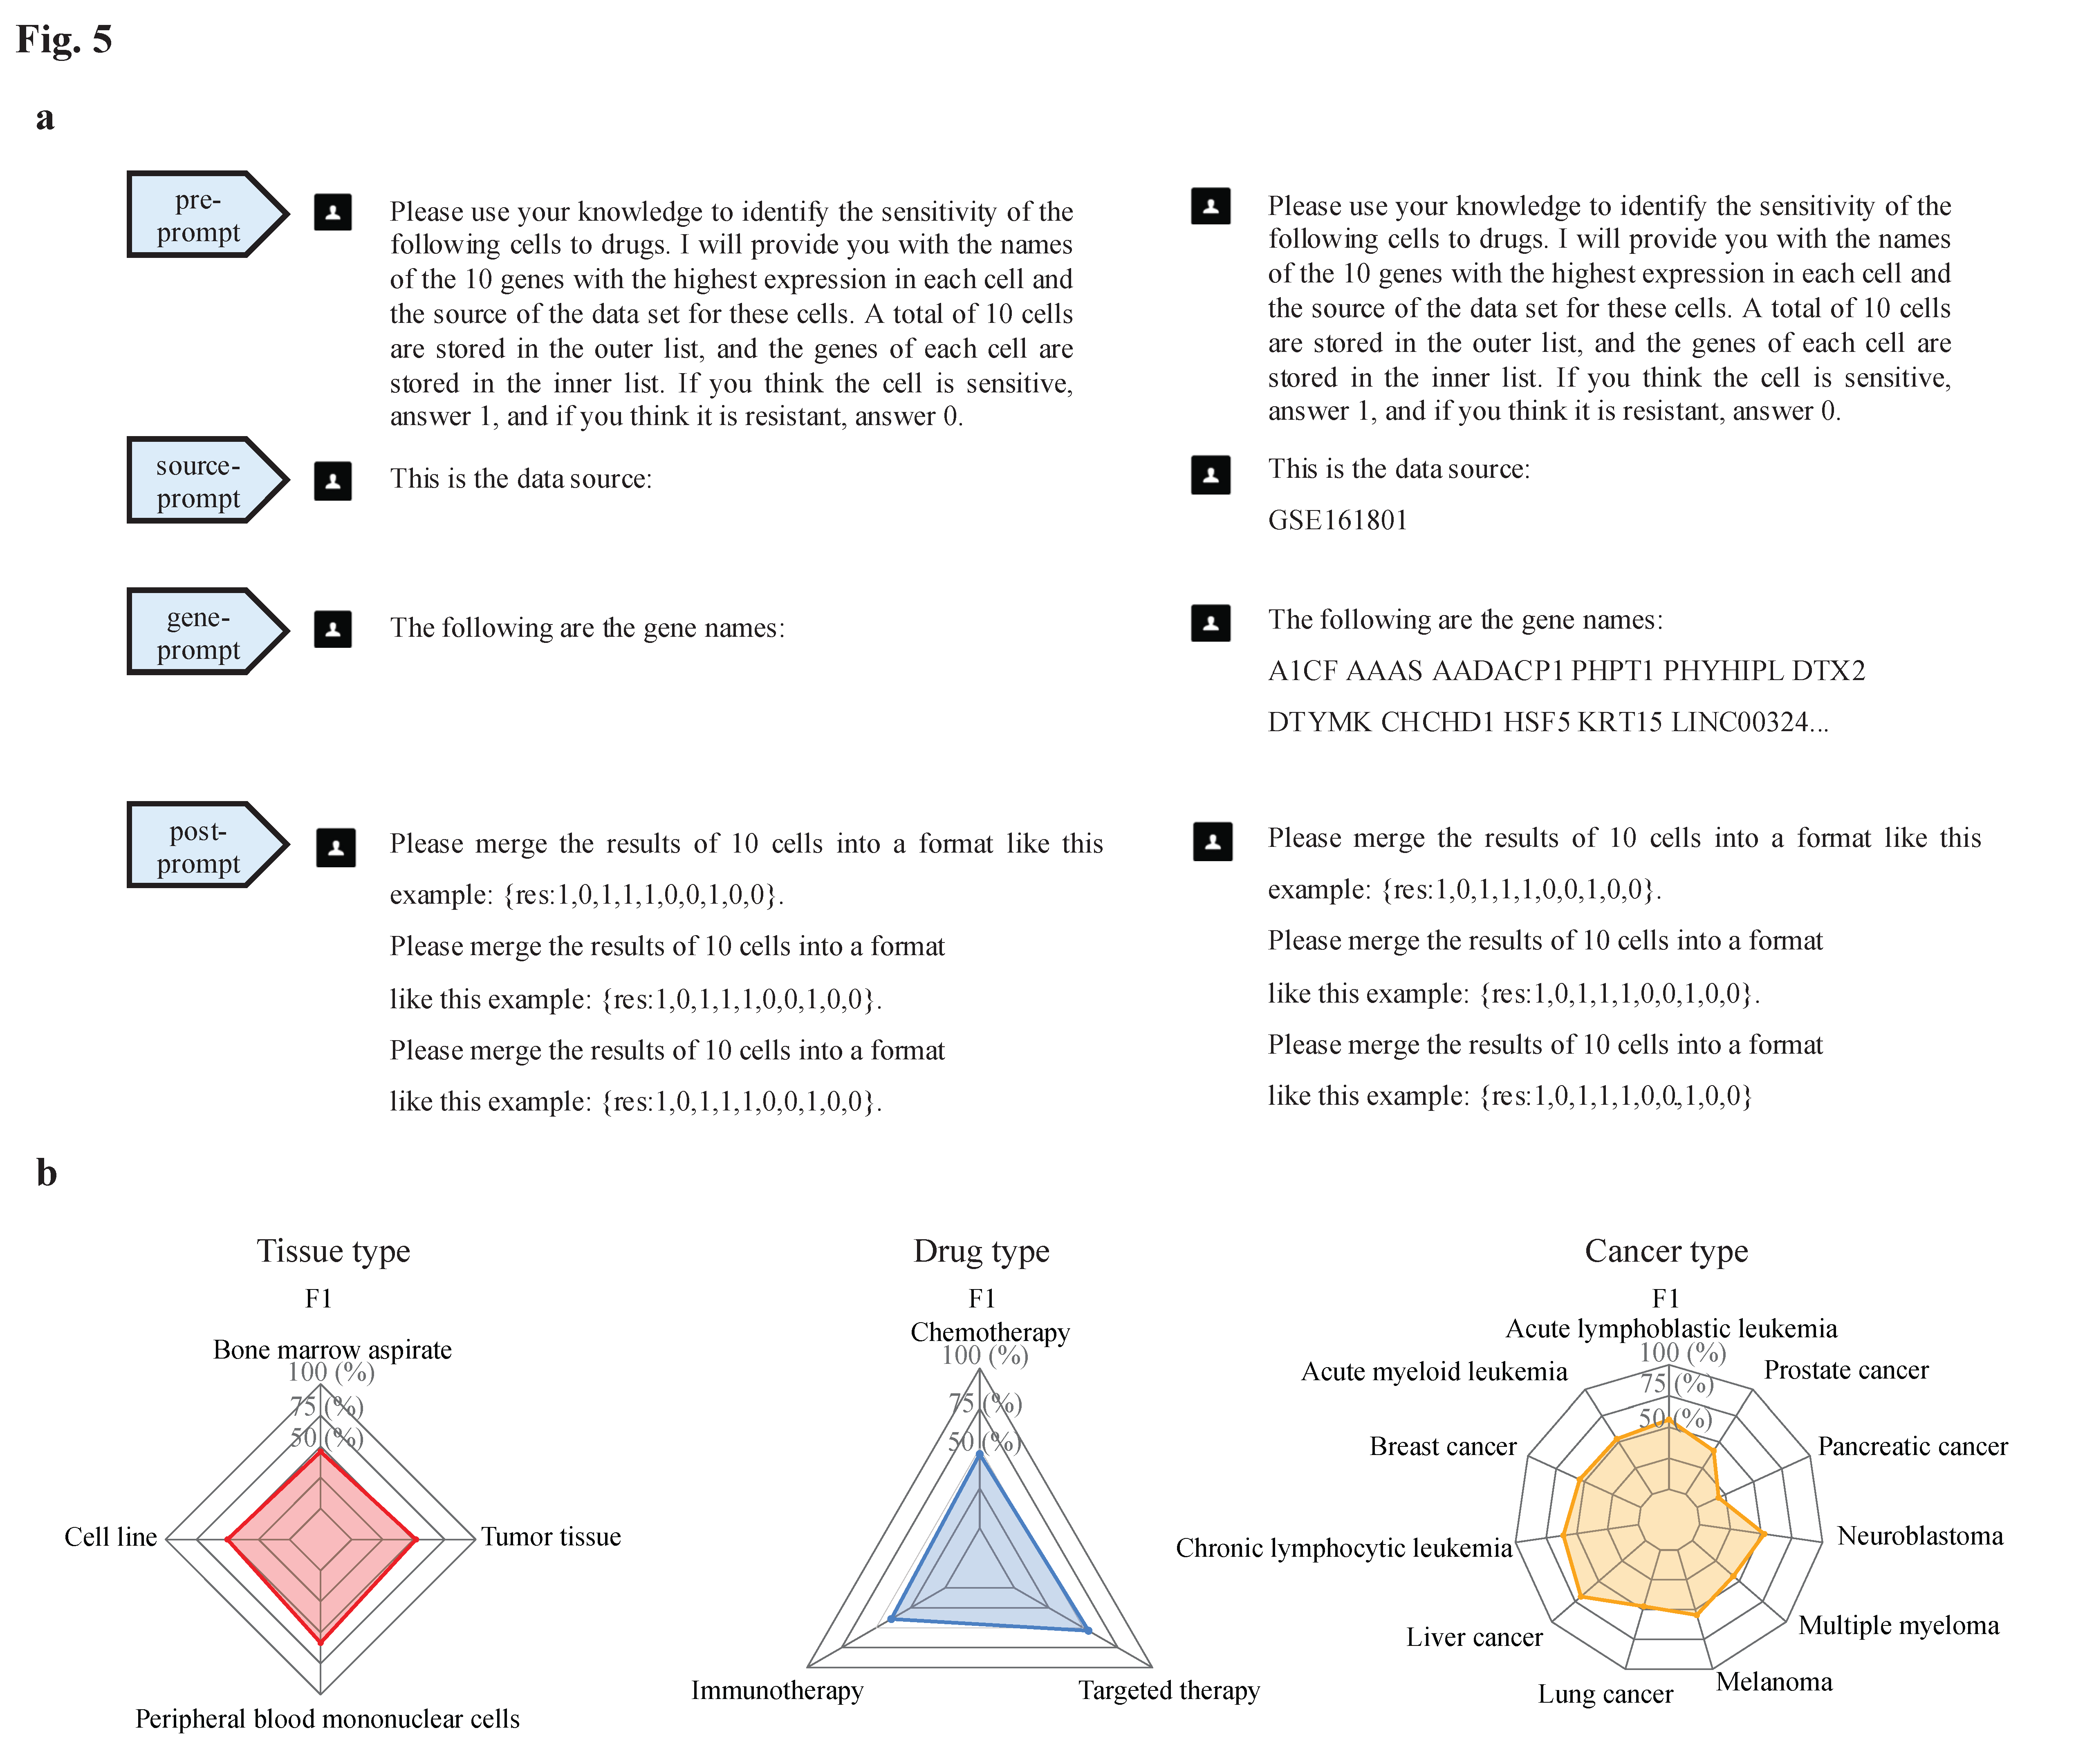 Fig. 5
a
pre-
prompt
Please use your knowledge to identify the sensitivity of the
following cells to drugs. I will provide you with the names
of the 10 genes with the highest expression in each cell and
the source of the data set for these cells. A total of 10 cells
are stored in the outer list, and the genes of each cell are
stored in the inner list. If you think the cell is sensitive,
answer 1, and if you think it is resistant, answer 0.
Please use your knowledge to identify the sensitivity of the
following cells to drugs. I will provide you with the names
of the 10 genes with the highest expression in each cell and
the source of the data set for these cells. A total of 10 cells
are stored in the outer list, and the genes of each cell are
stored in the inner list. If you think the cell is sensitive,
answer 1, and if you think it is resistant, answer 0.
source-
prompt
This is the data source:
This is the data source:
GSE161801
gene-
prompt
The following are the gene names:
The following are the gene names:
A1CF AAAS AADACP1 PHPT1 PHYHIPL DTX2
DTYMK CHCHD1 HSF5 KRT15 LINC00324...
post-
prompt
Please merge the results of 10 cells into a format like this
example: {res:1,0,1,1,1,0,0,1,0,0}.
Please merge the results of 10 cells into a format
like this example: {res:1,0,1,1,1,0,0,1,0,0}.
Please merge the results of 10 cells into a format
like this example: {res:1,0,1,1,1,0,0,1,0,0}.
Please merge the results of 10 cells into a format like this
example: {res:1,0,1,1,1,0,0,1,0,0}.
Please merge the results of 10 cells into a format
like this example: {res:1,0,1,1,1,0,0,1,0,0}.
Please merge the results of 10 cells into a format
like this example: {res:1,0,1,1,1,0,0.,1,0,0}
b
Tissue type
F1
Bone marrow aspirate
100 (%)
75 (%)
50 (%)
Cell line
Tumor tissue
Peripheral blood mononuclear cells
Drug type
F1
Chemotherapy
100 (%)
75 (%)
50 (%)
Immunotherapy
Targeted therapy
Cancer type
F1
Acute lymphoblastic leukemia
100 (%)
75 (%)
50 (%)
Acute myeloid leukemia
Prostate cancer
Breast cancer
Pancreatic cancer
Chronic lymphocytic leukemia
Neuroblastoma
Liver cancer
Multiple myeloma
Lung cancer
Melanoma